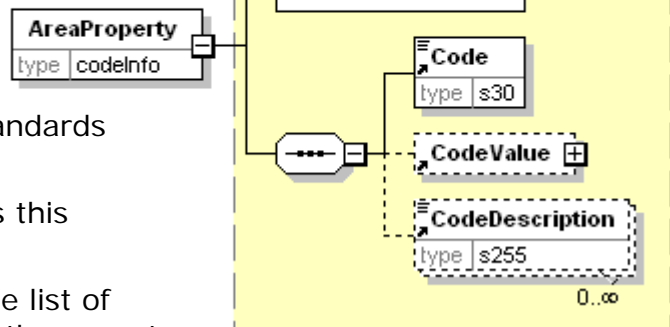 AreaProperty
type codeInfo
andards
s this
e list of
Code
type s30
CodeValue
CodeDescription
type s255
0..∞